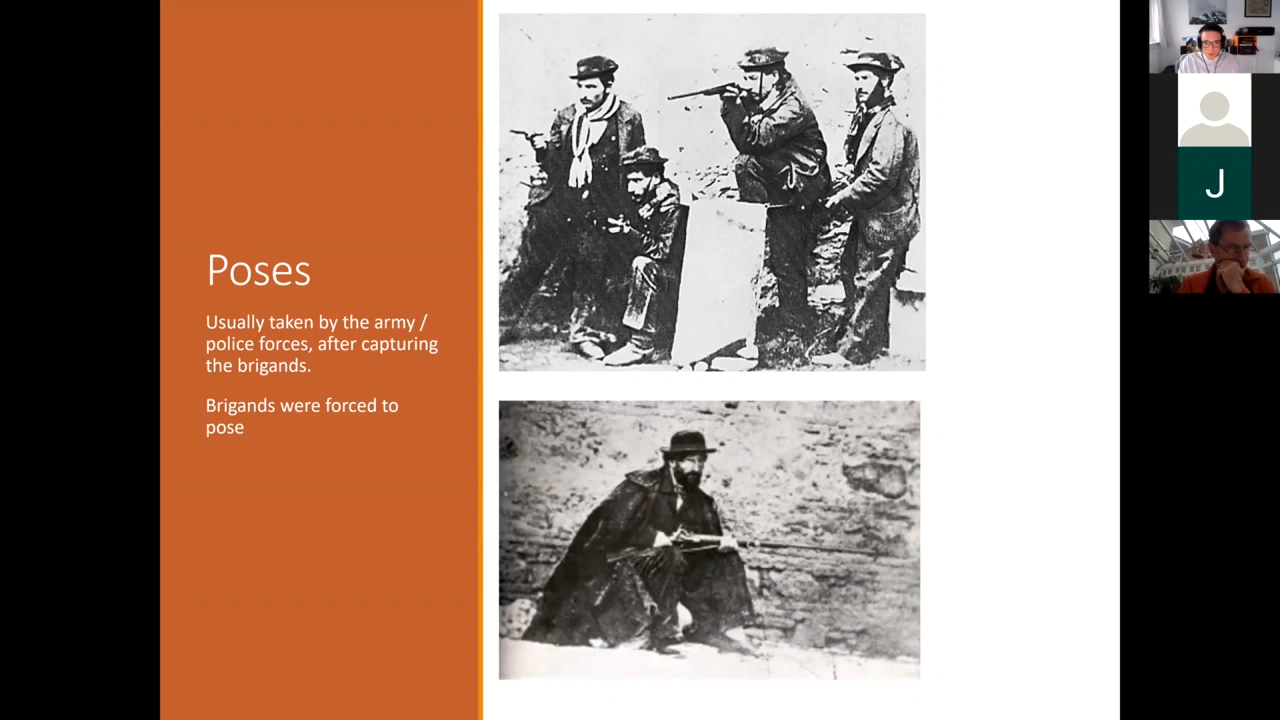 Poses
Usually taken by the army /
police forces, after capturing
the brigands.
Brigands were forced to
pose
J